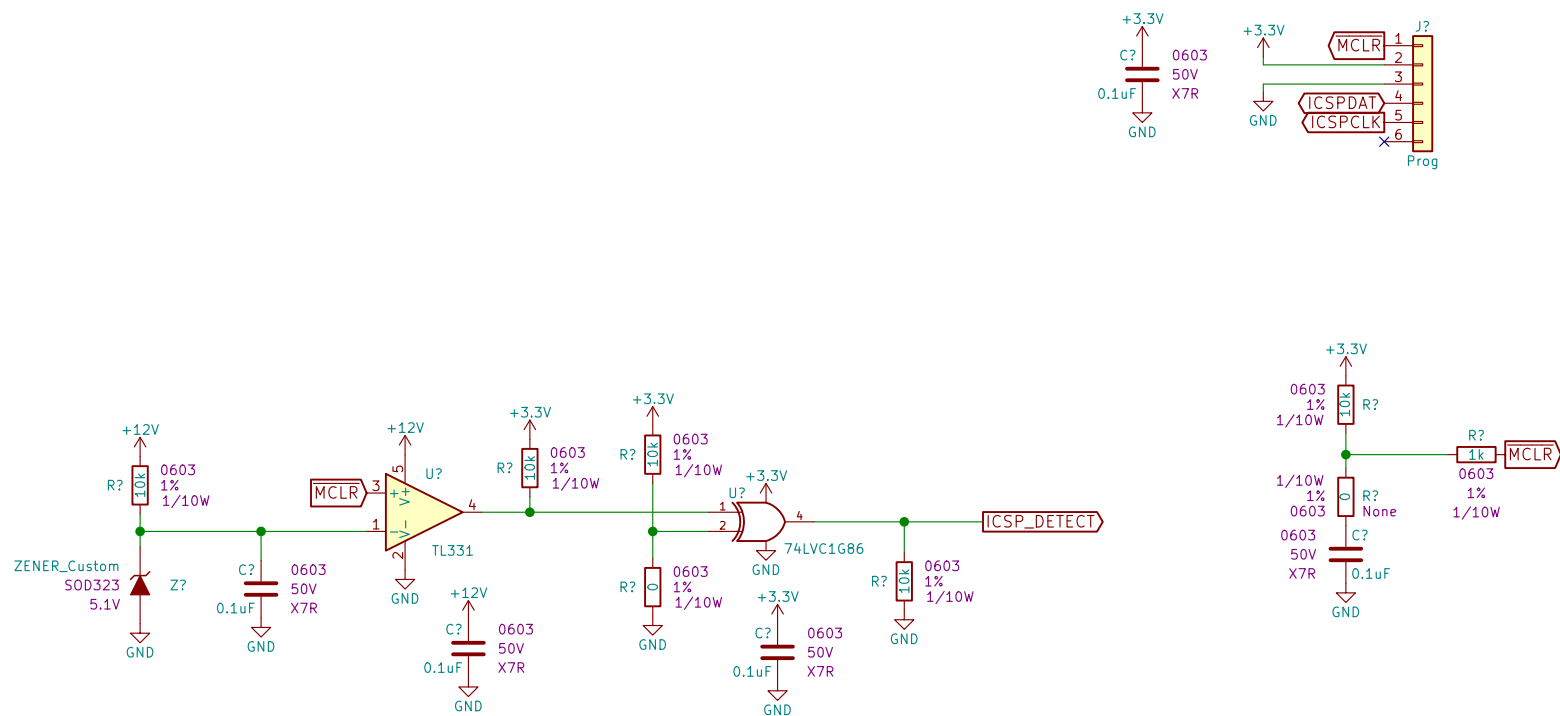 +3.3V
C?
0603
50V
X7R
0.1uF
GND
+3.3V
GND
J?
MCLR
1
2
3
ICSPDAT
4
ICSPCLK
5
6
Prog
+12V
R?
10k
0603
1%
1/10W
ZENER_Custom
SOD323
5.1V
Z?
GND
C?
0603
50V
X7R
0.1uF
GND
MCLR
+12V
U?
3
+
5
V+
1
-
V-
2
4
TL331
GND
+12V
C?
0603
50V
X7R
0.1uF
GND
+3.3V
R?
10k
0603
1%
1/10W
+3.3V
R?
10k
0603
1%
1/10W
R?
0
0603
1%
1/10W
GND
+3.3V
U?
1
2
4
74LVC1G86
GND
+3.3V
C?
0603
50V
X7R
0.1uF
GND
ICSP_DETECT
R?
10k
0603
1%
1/10W
GND
+3.3V
0603
1%
1/10W
10k
R?
1/10W
1%
0603
0
R?
None
0603
50V
X7R
C?
0.1uF
GND
R?
1k
0603
1%
1/10W
MCLR